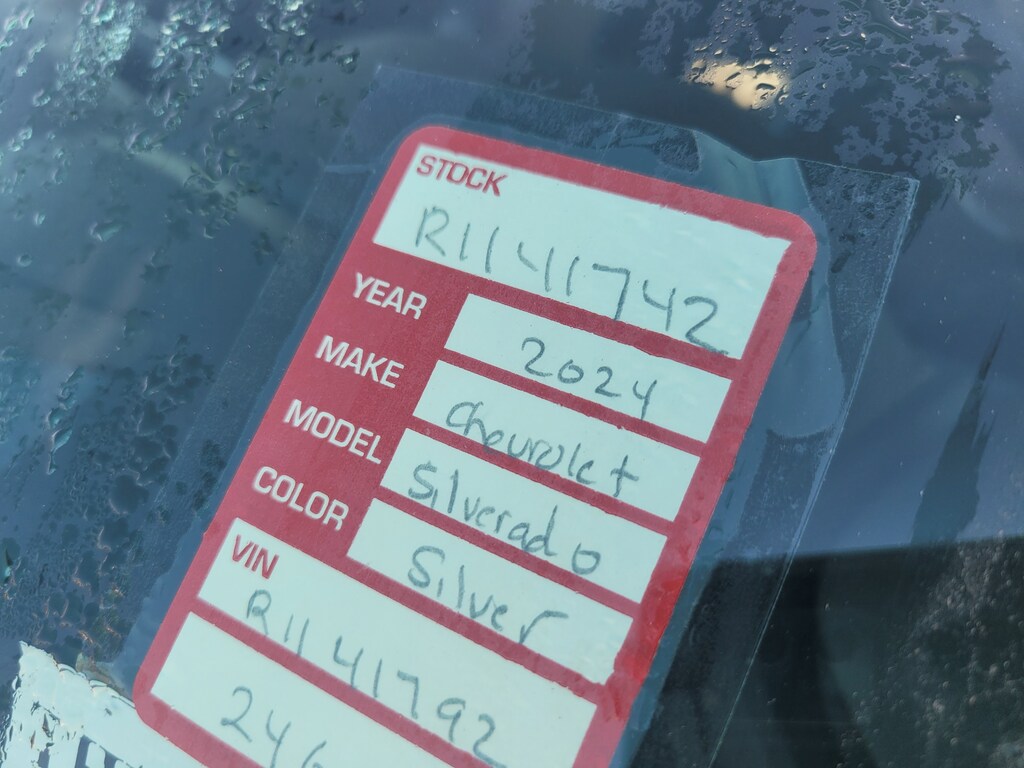 STOCK
R1141742
YEAR 2024
MAKE Chevrolet
MODEL Silverado
COLOR Silver
VIN
R1141792